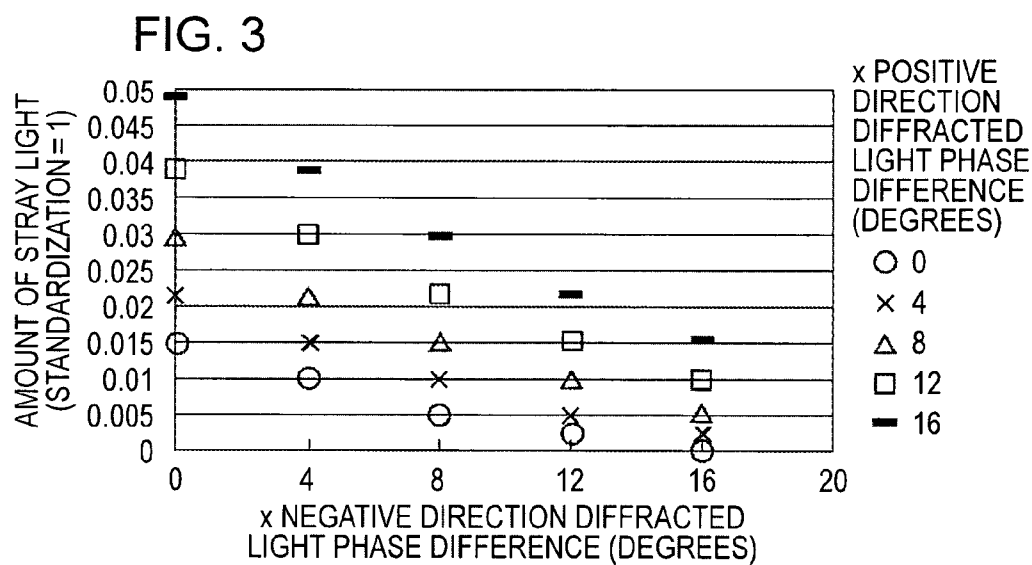 FIG. 3
AMOUNT OF STRAY LIGHT
(STANDARDIZATION = 1)
0.05
0.045
0.04
0.035
0.03
0.025
0.02
0.015
0.01
0.005
0
0 4 8 12 16 20
x NEGATIVE DIRECTION DIFFRACTED
LIGHT PHASE DIFFERENCE (DEGREES)
x POSITIVE
DIRECTION
DIFFRACTED
LIGHT PHASE
DIFFERENCE
(DEGREES)
0
4
8
12
16